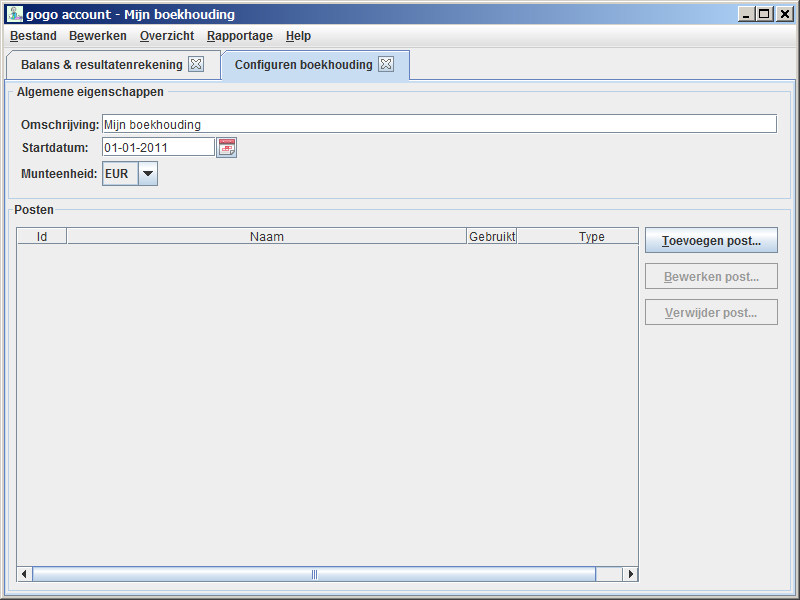 gogo account - Mijn boekhouding
Bestand Bewerken Overzicht Rapportage Help
Balans & resultatenrekening Configuren boekhouding
Algemene eigenschappen
Omschrijving: Mijn boekhouding
Startdatum: 01-01-2011
Munteenheid: EUR
Posten
Id Naam Gebruikt Type
Toevoegen post...
Bewerken post...
Verwijder post...